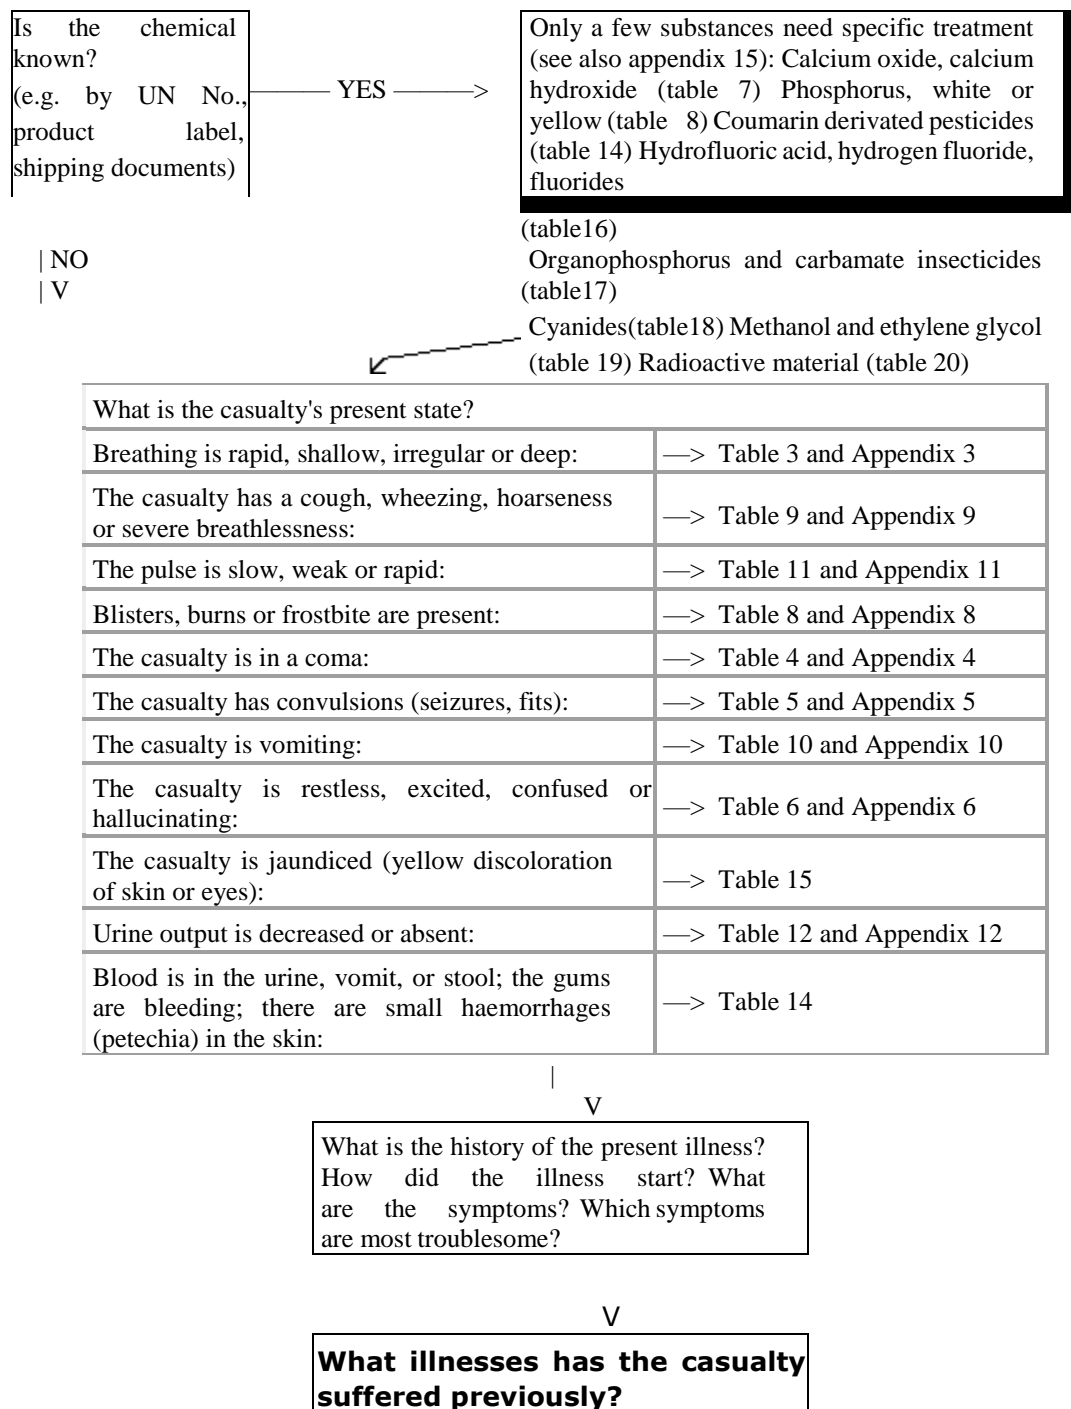 Is the chemical
known?
(e.g. by UN No.,
product label,
shipping documents)
——— YES ———>
Only a few substances need specific treatment
(see also appendix 15): Calcium oxide, calcium
hydroxide (table 7) Phosphorus, white or
yellow (table 8) Coumarin derivated pesticides
(table 14) Hydrofluoric acid, hydrogen fluoride,
fluorides
(table16)
| NO
| V
Organophosphorus and carbamate insecticides
(table17)
Cyanides(table18) Methanol and ethylene glycol
(table 19) Radioactive material (table 20)
What is the casualty's present state?
Breathing is rapid, shallow, irregular or deep:
—> Table 3 and Appendix 3
The casualty has a cough, wheezing, hoarseness
or severe breathlessness:
—> Table 9 and Appendix 9
The pulse is slow, weak or rapid:
—> Table 11 and Appendix 11
Blisters, burns or frostbite are present:
—> Table 8 and Appendix 8
The casualty is in a coma:
—> Table 4 and Appendix 4
The casualty has convulsions (seizures, fits):
—> Table 5 and Appendix 5
The casualty is vomiting:
—> Table 10 and Appendix 10
The casualty is restless, excited, confused or
hallucinating:
—> Table 6 and Appendix 6
The casualty is jaundiced (yellow discoloration
of skin or eyes):
—> Table 15
Urine output is decreased or absent:
—> Table 12 and Appendix 12
Blood is in the urine, vomit, or stool; the gums
are bleeding; there are small haemorrhages
(petechia) in the skin:
—> Table 14
|
V
What is the history of the present illness?
How did the illness start? What
are the symptoms? Which symptoms
are most troublesome?
V
What illnesses has the casualty
suffered previously?